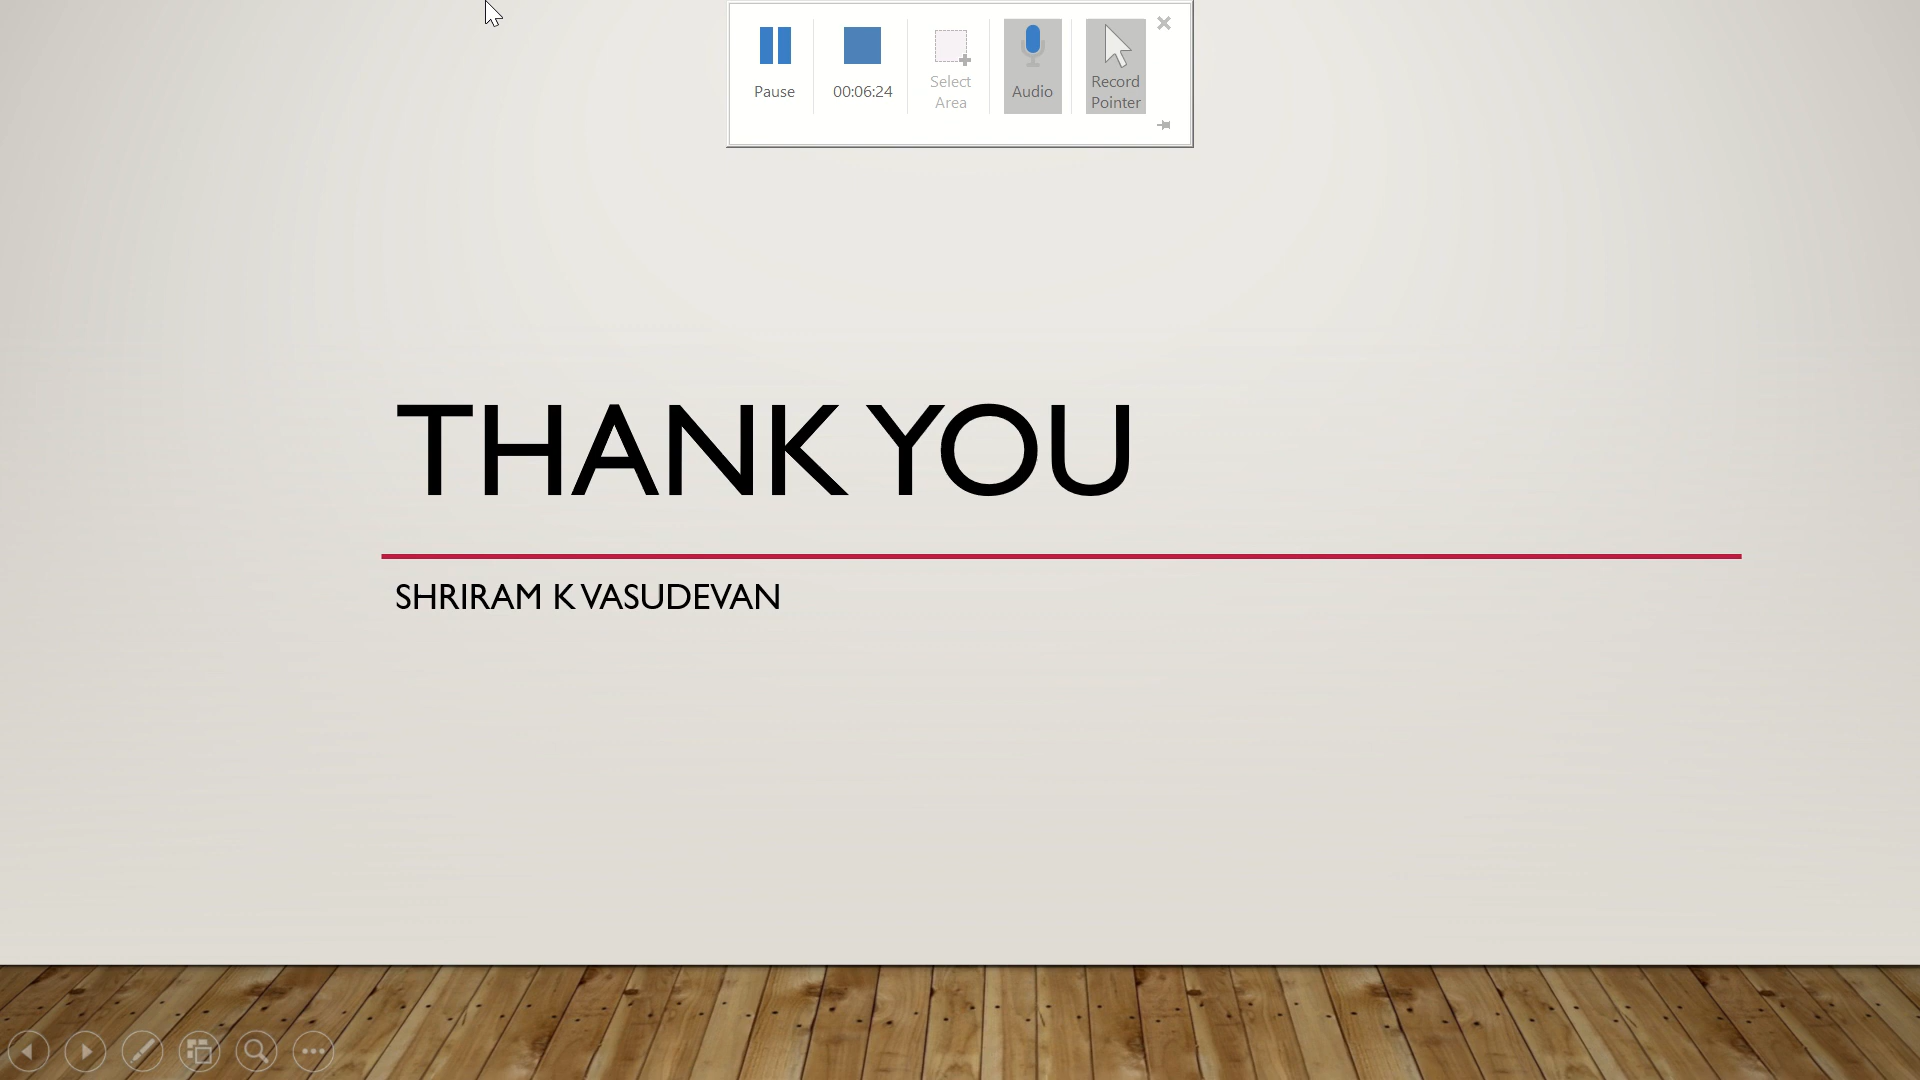 Pause
00:06:24
Select
Area
Audio
Record
Pointer
THANK YOU
SHRIRAM K VASUDEVAN